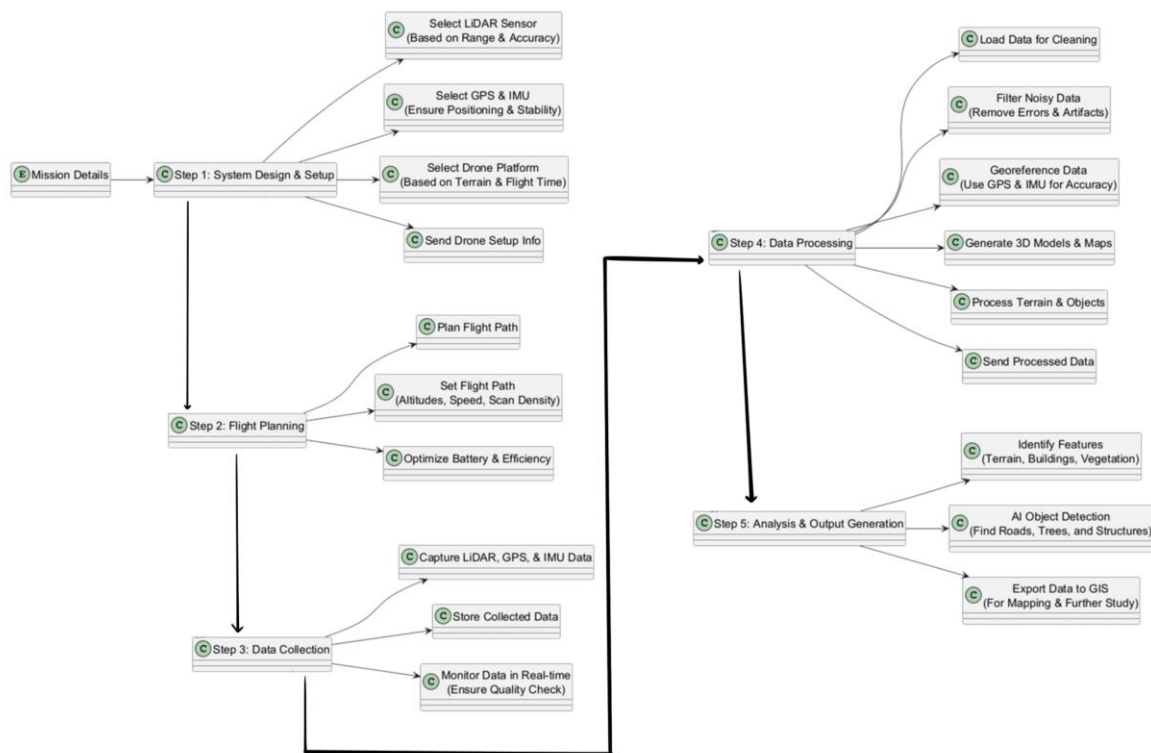 E Mission Details
C Step 1: System Design & Setup
C Select LiDAR Sensor
(Based on Range & Accuracy)
C Select GPS & IMU
(Ensure Positioning & Stability)
C Select Drone Platform
(Based on Terrain & Flight Time)
C Send Drone Setup Info
C Step 2: Flight Planning
C Plan Flight Path
C Set Flight Path
(Altitudes, Speed, Scan Density)
C Optimize Battery & Efficiency
C Step 3: Data Collection
C Capture LiDAR, GPS, & IMU Data
C Store Collected Data
C Monitor Data in Real-time
(Ensure Quality Check)
C Step 4: Data Processing
C Load Data for Cleaning
C Filter Noisy Data
(Remove Errors & Artifacts)
C Georeference Data
(Use GPS & IMU for Accuracy)
C Generate 3D Models & Maps
C Process Terrain & Objects
C Send Processed Data
C Step 5: Analysis & Output Generation
C Identify Features
(Terrain, Buildings, Vegetation)
C AI Object Detection
(Find Roads, Trees, and Structures)
C Export Data to GIS
(For Mapping & Further Study)